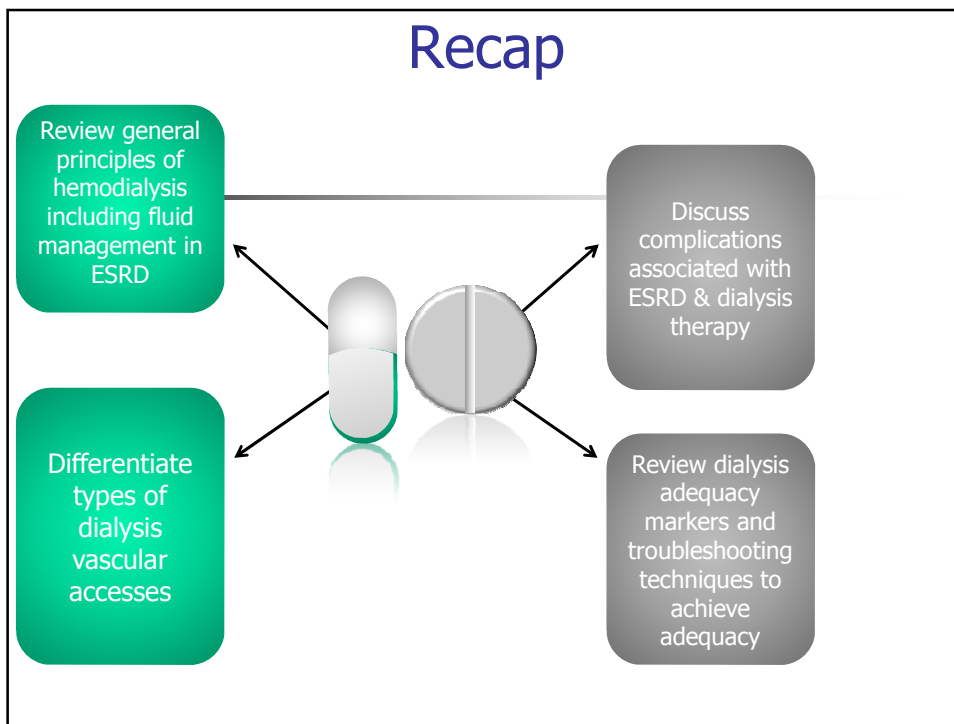 Recap
Review general
principles of
hemodialysis
including fluid
management in
ESRD
Differentiate
types of
dialysis
vascular
accesses
Discuss
complications
associated with
ESRD & dialysis
therapy
Review dialysis
adequacy
markers and
troubleshooting
techniques to
achieve
adequacy